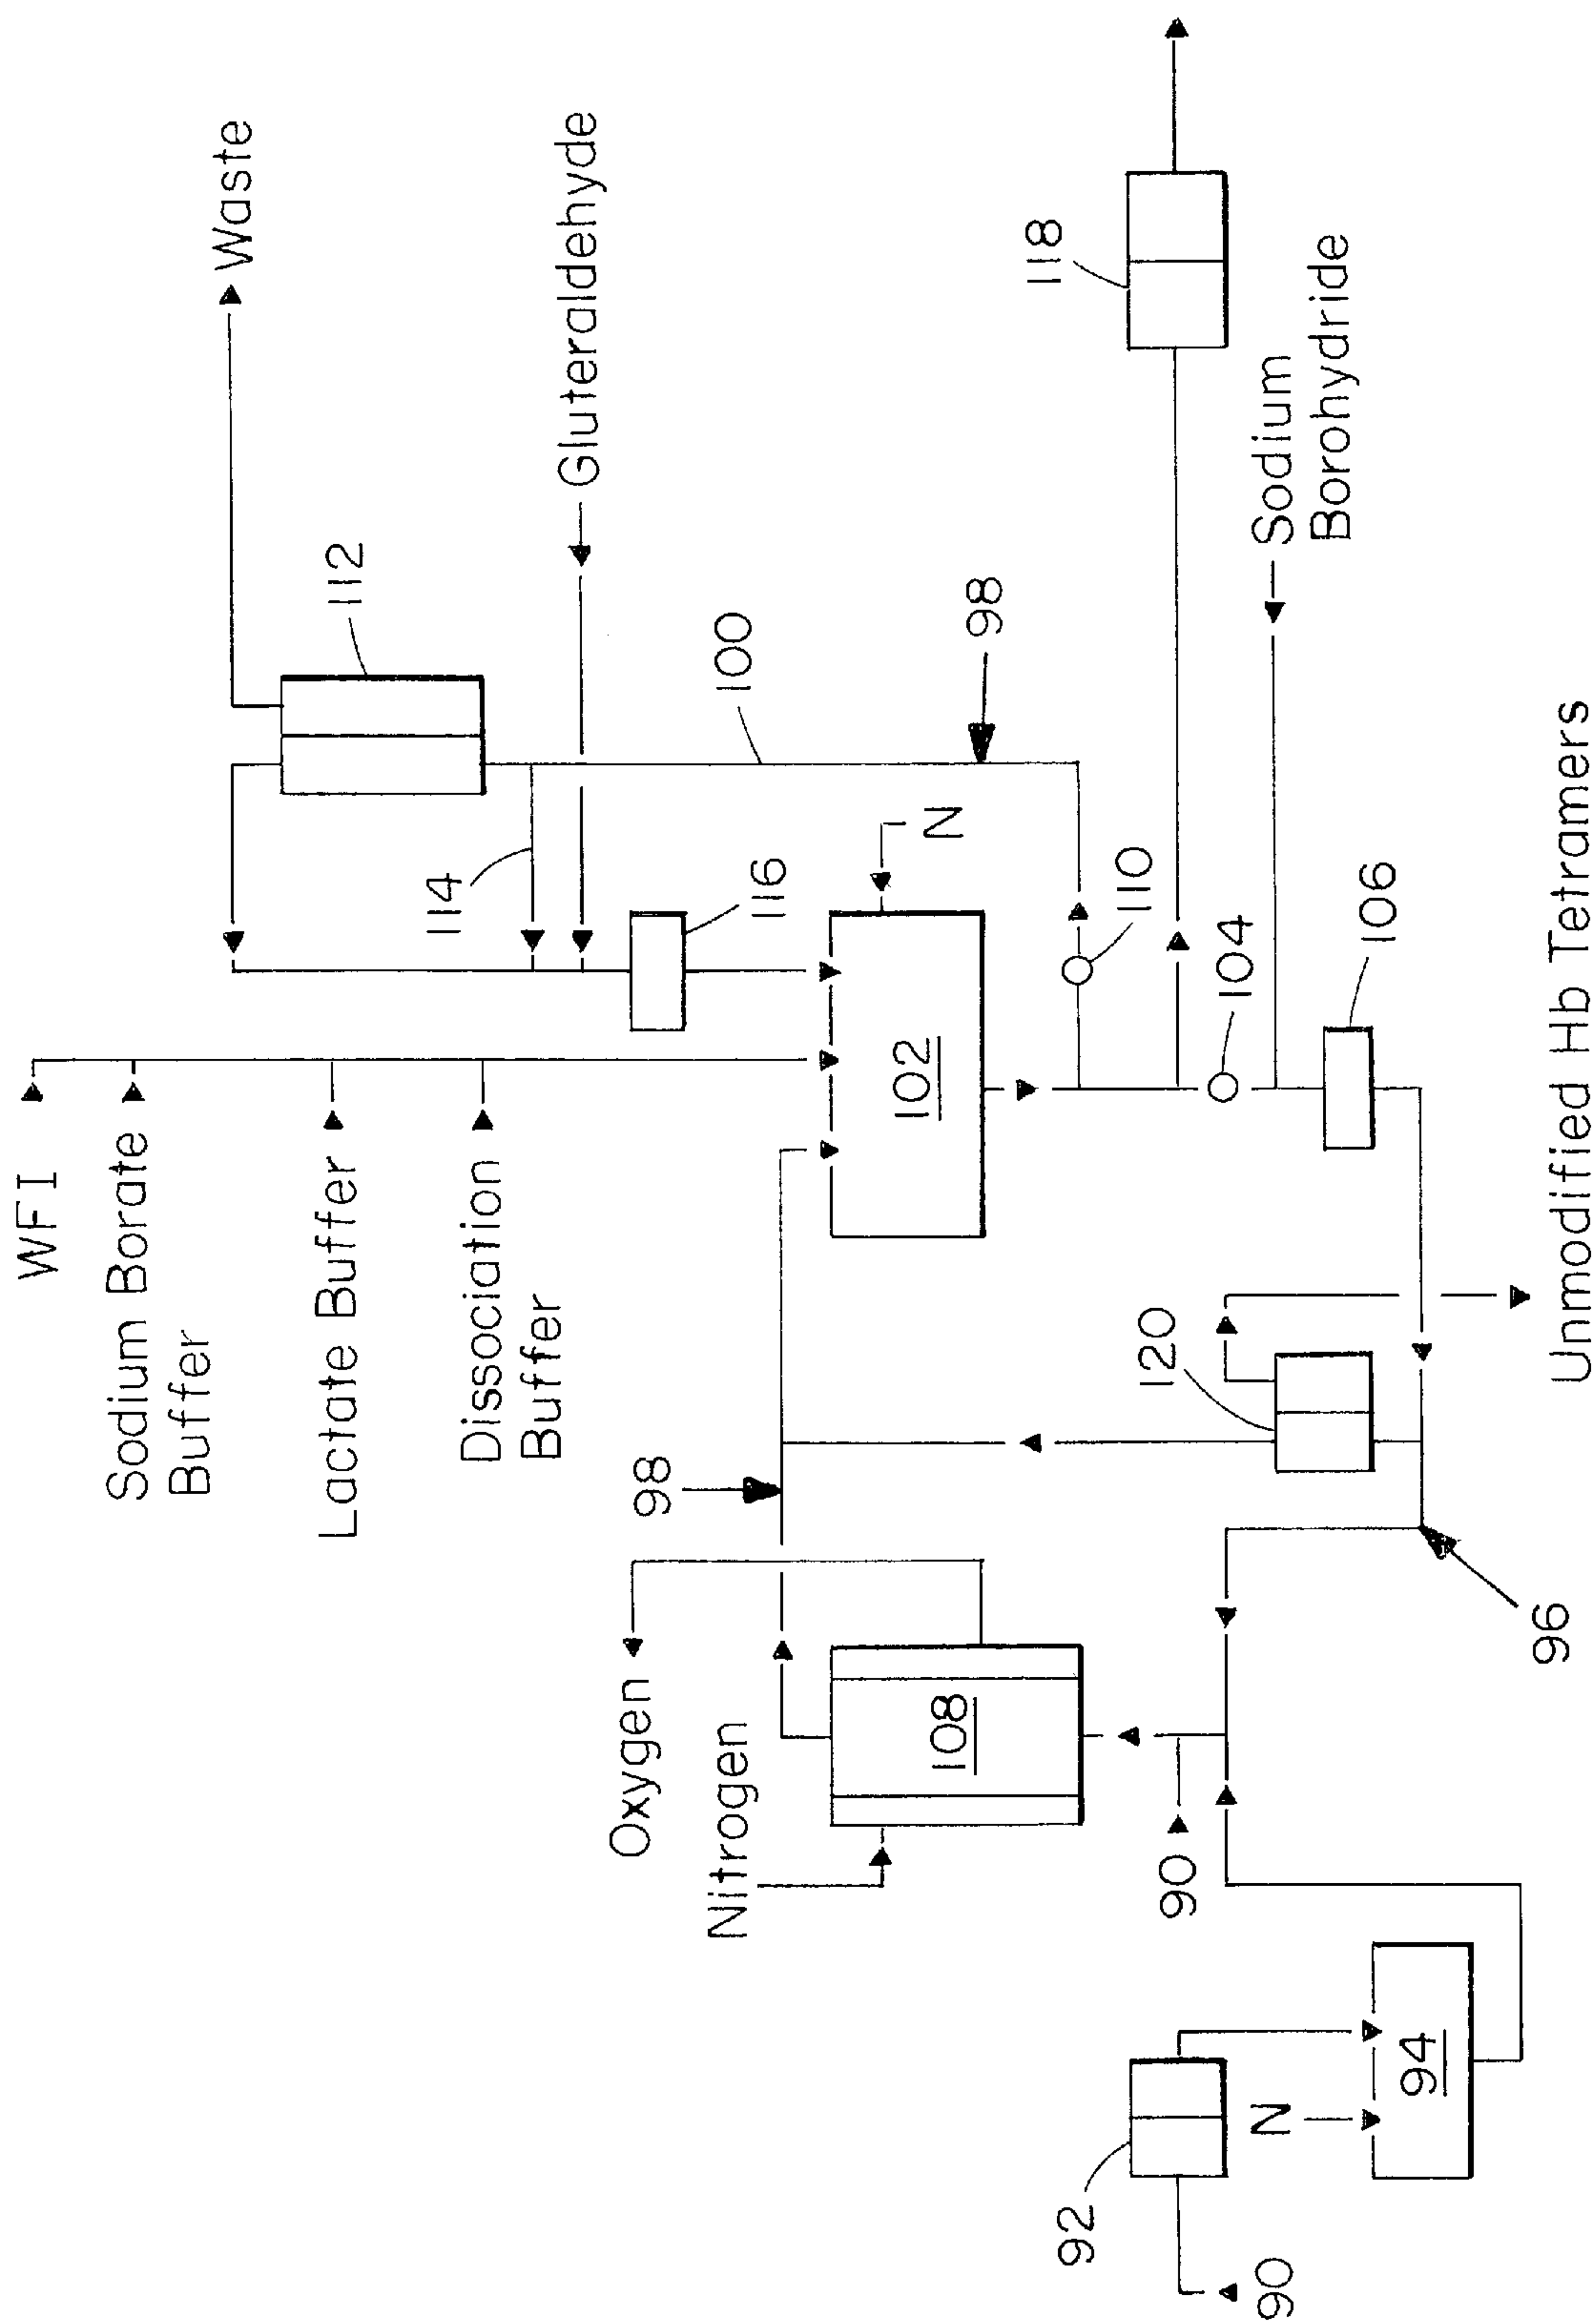 WFI
Sodium Borate
Buffer
Lactate Buffer
Dissociation
Buffer
Waste
Gluteraldehyde
112
114
116
100
98
N
102
110
104
106
118
Sodium
Borohydride
98
Oxygen
Nitrogen
108
120
90
96
Unmodified Hb Tetramers
92
N
94
90